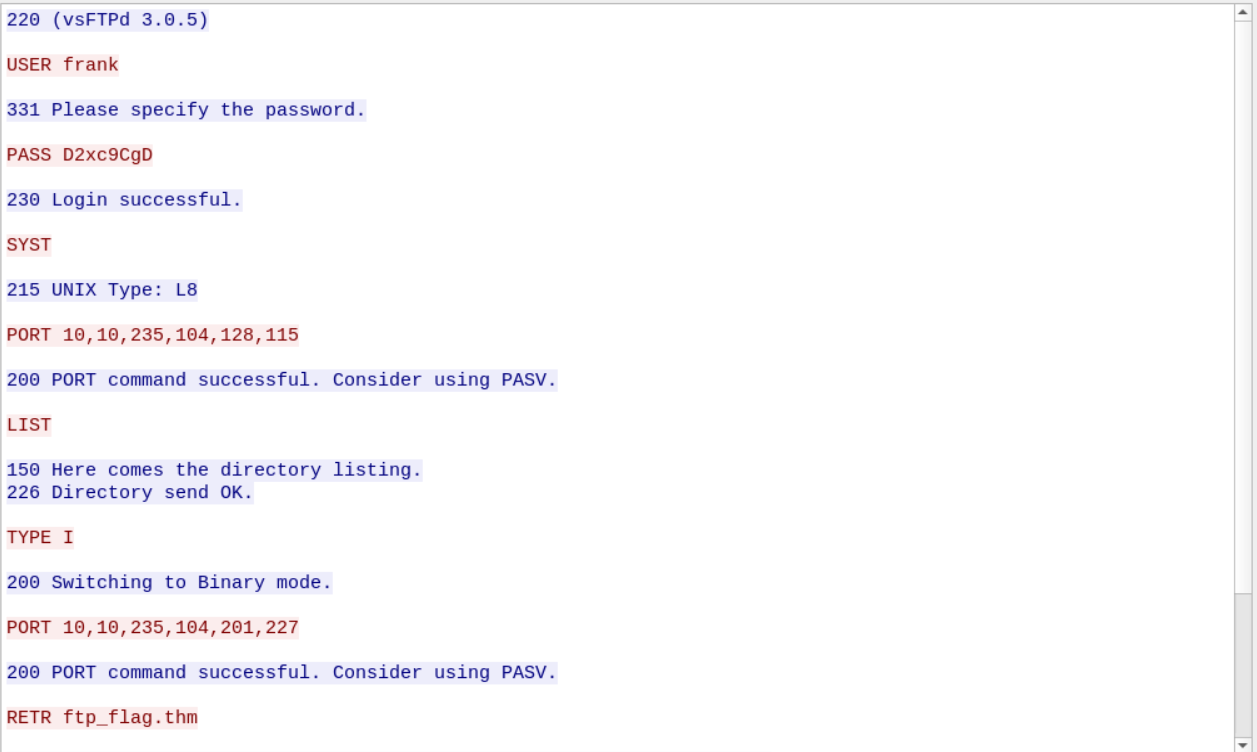 220 (vsFTPd 3.0.5)
USER frank
331 Please specify the password.
PASS D2xc9CgD
230 Login successful.
SYST
215 UNIX Type: L8
PORT 10,10,235,104,128,115
200 PORT command successful. Consider using PASV.
LIST
150 Here comes the directory listing.
226 Directory send OK.
TYPE I
200 Switching to Binary mode.
PORT 10,10,235,104,201,227
200 PORT command successful. Consider using PASV.
RETR ftp_flag.thm